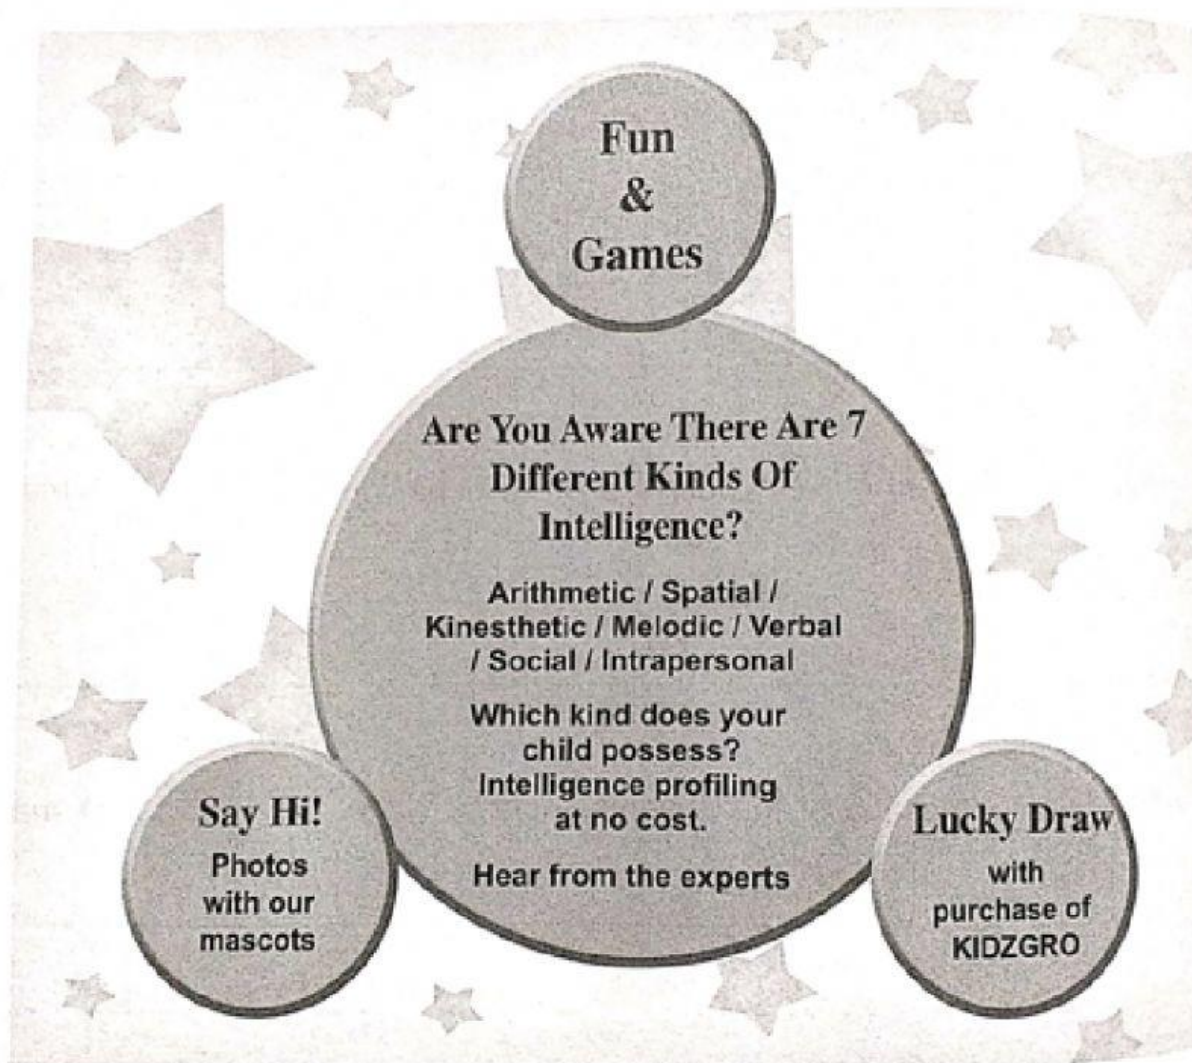 Fun
&
Games
Are You Aware There Are 7
Different Kinds Of
Intelligence?
Arithmetic / Spatial /
Kinesthetic / Melodic / Verbal
/ Social / Intrapersonal
Which kind does your
child possess?
Intelligence profiling
at no cost.
Hear from the experts
Say Hi!
Photos
with our
mascots
Lucky Draw
with
purchase of
KIDZGRO